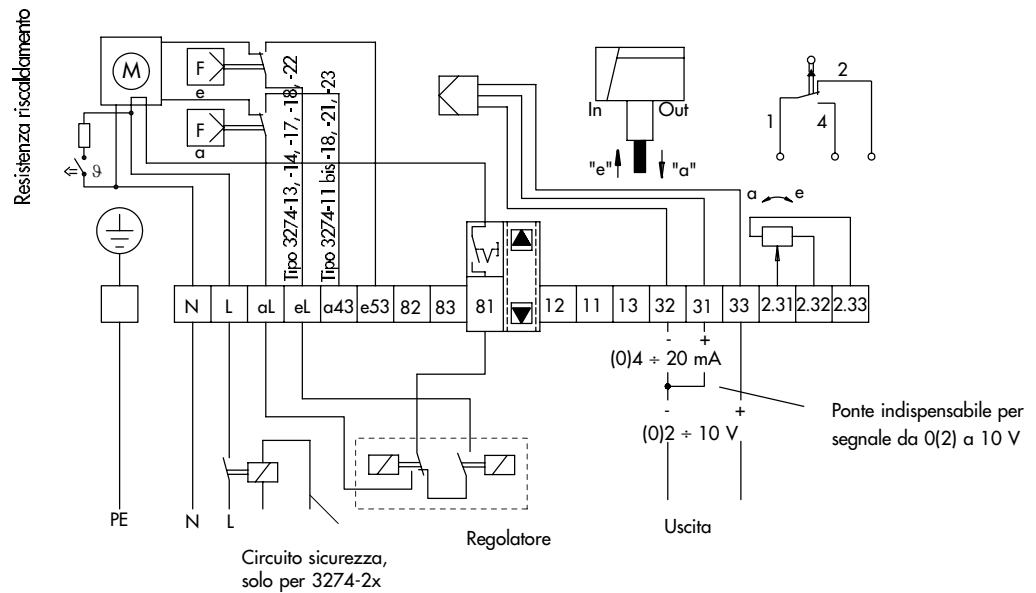 Resistenza riscaldamento
M
F
e
F
a
ϑ
Tipo 3274-13, -14, -17, -18, -22
Tipo 3274-11 bis -18, -21, -23
In
Out
"e"
"a"
1
2
4
a
e
N
L
aL
eL
a43
e53
82
83
81
12
11
13
32
31
33
2.31
2.32
2.33
- +
(0)4 ÷ 20 mA
- +
(0)2 ÷ 10 V
Ponte indispensabile per
segnale da 0(2) a 10 V
PE
N
L
Regolatore
Uscita
Circuito sicurezza,
solo per 3274-2x